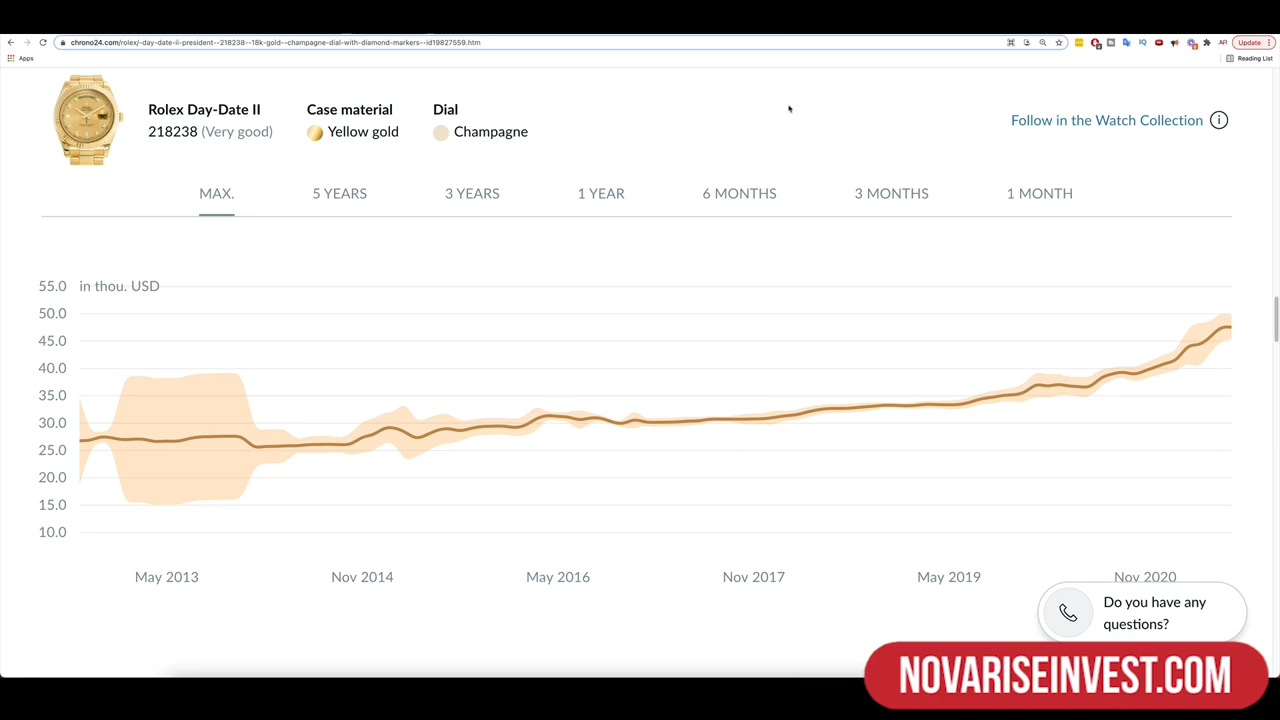 chrono24.com/rolex/-day-date-ii-president--218238--18k-gold--champagne-dial-with-diamond-markers--id19827559.htm
Update
Apps
Reading List
Rolex Day-Date II
218238 (Very good)
Case material
Yellow gold
Dial
Champagne
Follow in the Watch Collection
MAX. 5 YEARS 3 YEARS 1 YEAR 6 MONTHS 3 MONTHS 1 MONTH
55.0 in thou. USD
50.0
45.0
40.0
35.0
30.0
25.0
20.0
15.0
10.0
May 2013 Nov 2014 May 2016 Nov 2017 May 2019 Nov 2020
Do you have any
questions?
NOVARISEINVEST.COM